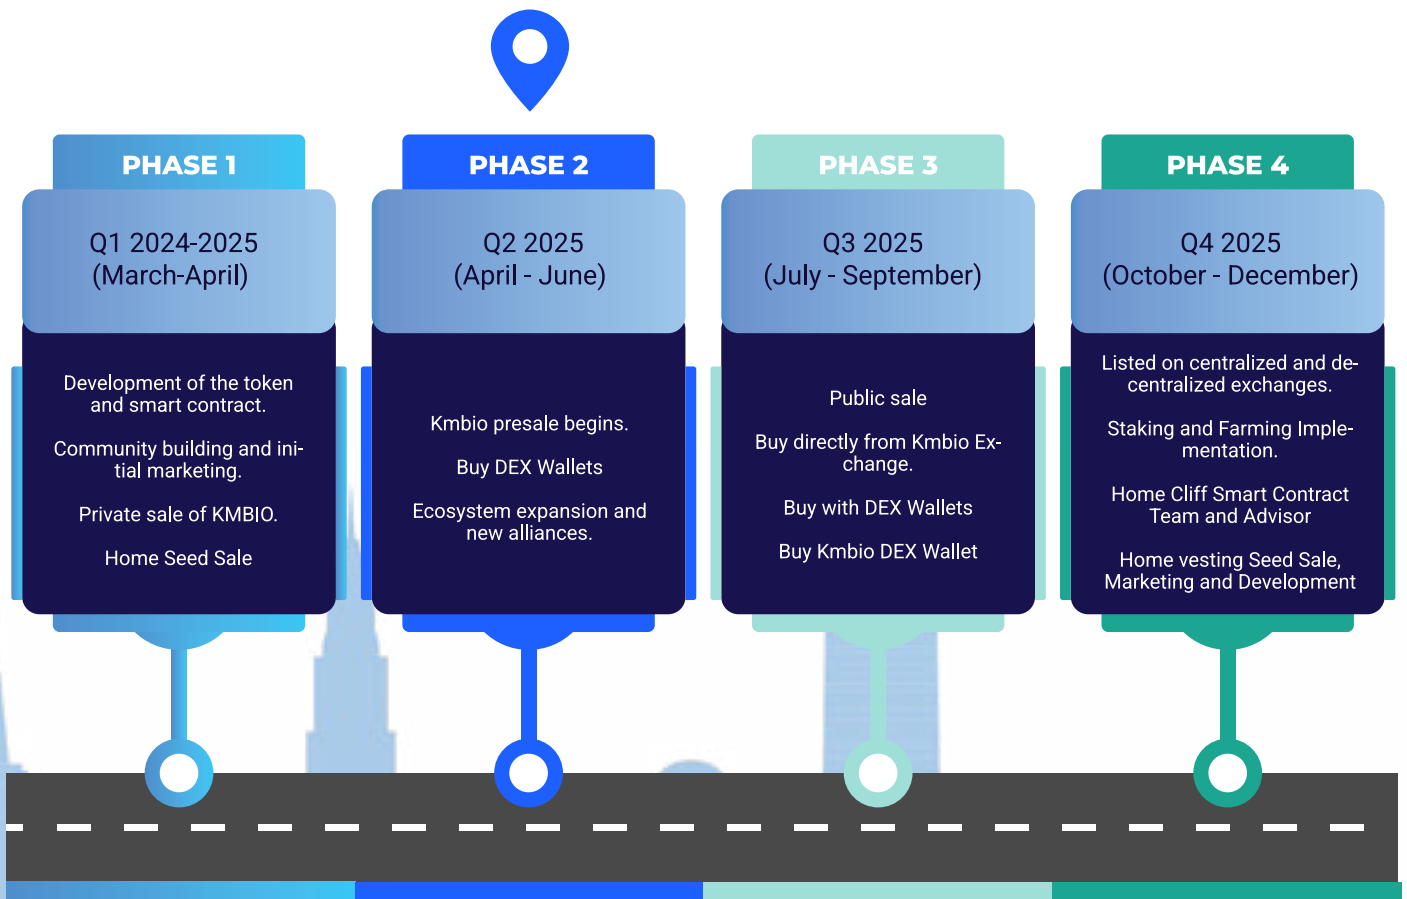 PHASE 1
Q1 2024-2025
(March-April)
Development of the token
and smart contract.
Community building and ini-
tial marketing.
Private sale of KMBIO.
Home Seed Sale
PHASE 2
Q2 2025
(April - June)
Kmbio presale begins.
Buy DEX Wallets
Ecosystem expansion and
new alliances.
PHASE 3
Q3 2025
(July - September)
Public sale
Buy directly from Kmbio Ex-
change.
Buy with DEX Wallets
Buy Kmbio DEX Wallet
PHASE 4
Q4 2025
(October - December)
Listed on centralized and de-
centralized exchanges.
Staking and Farming Imple-
mentation.
Home Cliff Smart Contract
Team and Advisor
Home vesting Seed Sale,
Marketing and Development